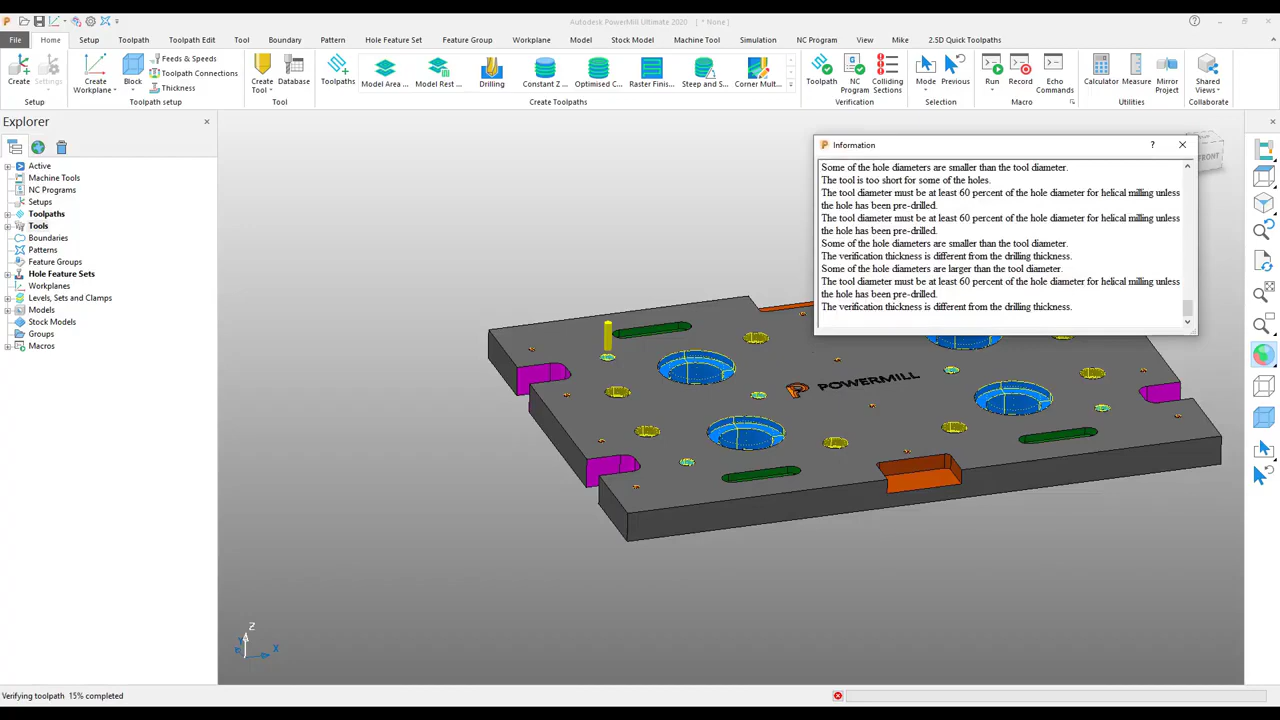 Autodesk PowerMill Ultimate 2020    [ * None ]
File Home Setup Toolpath Toolpath Edit Tool Boundary Pattern Hole Feature Set Feature Group Workplane Model Stock Model Machine Tool Simulation NC Program View Mike 2.5D Quick Toolpaths
Create
Settings
Setup
Create Workplane
Block
Feeds & Speeds
Toolpath Connections
Thickness
Toolpath setup
Create Tool
Database
Tool
Toolpaths
Model Area ...
Model Rest ...
Drilling
Constant Z ...
Optimised C...
Raster Finis...
Steep and S...
Corner Mult...
Create Toolpaths
Toolpath
NC Program
Colliding Sections
Verification
Mode
Previous
Selection
Run
Record
Echo Commands
Macro
Calculator
Measure
Mirror Project
Utilities
Shared Views
Collaborate
Explorer
Active
Machine Tools
NC Programs
Setups
Toolpaths
Tools
Boundaries
Patterns
Feature Groups
Hole Feature Sets
Workplanes
Levels, Sets and Clamps
Models
Stock Models
Groups
Macros
Information
Some of the hole diameters are smaller than the tool diameter.
The tool is too short for some of the holes.
The tool diameter must be at least 60 percent of the hole diameter for helical milling unless
the hole has been pre-drilled.
The tool diameter must be at least 60 percent of the hole diameter for helical milling unless
the hole has been pre-drilled.
Some of the hole diameters are smaller than the tool diameter.
The verification thickness is different from the drilling thickness.
Some of the hole diameters are larger than the tool diameter.
The tool diameter must be at least 60 percent of the hole diameter for helical milling unless
the hole has been pre-drilled.
The verification thickness is different from the drilling thickness.
FRONT
POWERMILL
Z
X
Verifying toolpath  15% completed